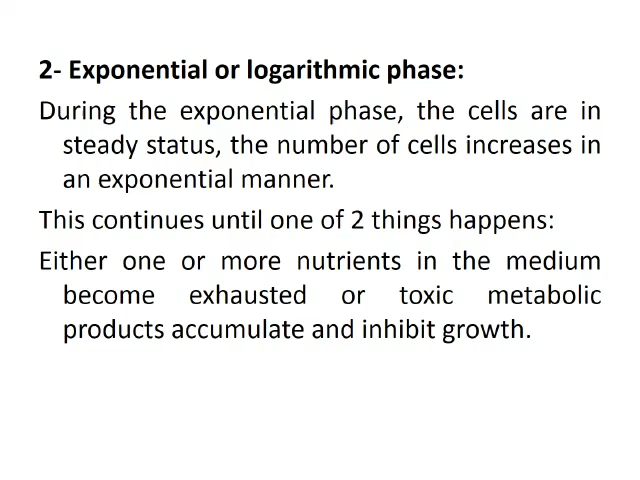 2- Exponential or logarithmic phase:
During the exponential phase, the cells are in
steady status, the number of cells increases in
an exponential manner.
This continues until one of 2 things happens:
Either one or more nutrients in the medium
become exhausted or toxic metabolic
products accumulate and inhibit growth.